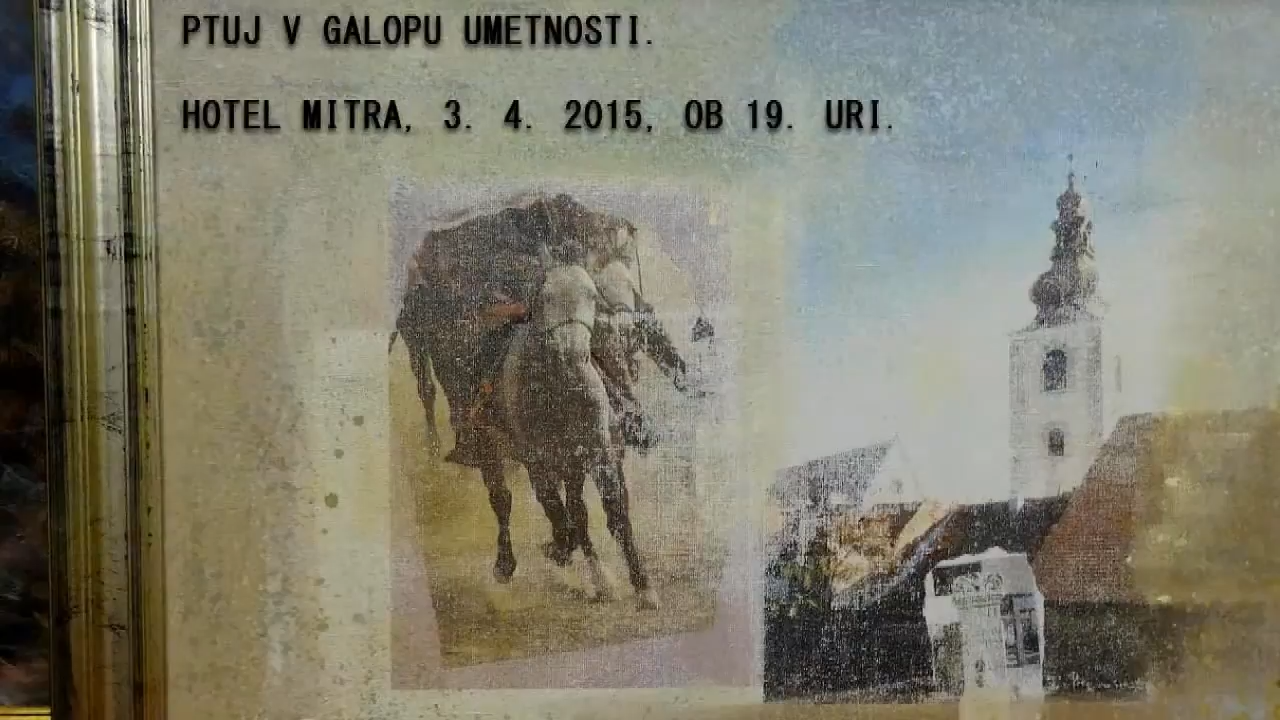 PTUJ V GALOPU UMETNOSTI.
HOTEL MITRA, 3. 4. 2015, OB 19. URI.